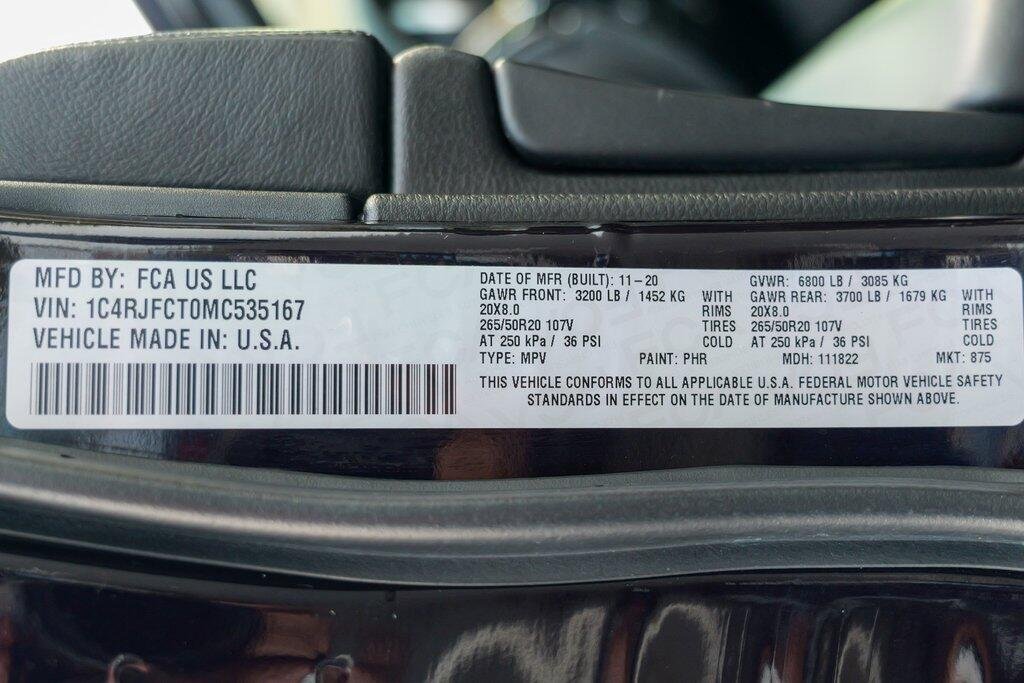 MFD BY: FCA US LLC
VIN: 1C4RJFCT0MC535167
VEHICLE MADE IN: U.S.A.
DATE OF MFR (BUILT): 11-20 GVWR: 6800 LB / 3085 KG
GAWR FRONT: 3200 LB / 1452 KG WITH GAWR REAR: 3700 LB / 1679 KG WITH
20X8.0 RIMS 20X8.0 RIMS
265/50R20 107V TIRES 265/50R20 107V TIRES
AT 250 kPa / 36 PSI COLD AT 250 kPa / 36 PSI COLD
TYPE: MPV PAINT: PHR MDH: 111822 MKT: 875
THIS VEHICLE CONFORMS TO ALL APPLICABLE U.S.A. FEDERAL MOTOR VEHICLE SAFETY
STANDARDS IN EFFECT ON THE DATE OF MANUFACTURE SHOWN ABOVE.